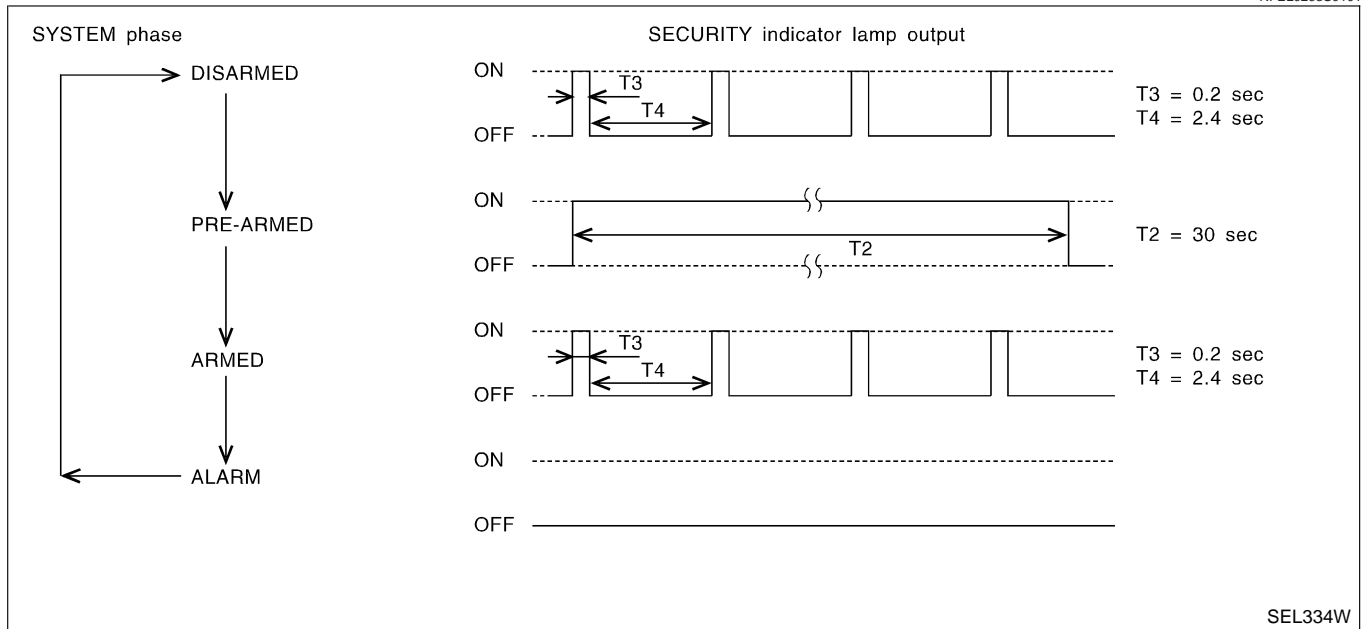 SYSTEM phase
SECURITY indicator lamp output
DISARMED
ON
OFF
T3
T4
T3 = 0.2 sec
T4 = 2.4 sec
PRE-ARMED
ON
OFF
T2
T2 = 30 sec
ARMED
ON
OFF
T3
T4
T3 = 0.2 sec
T4 = 2.4 sec
ALARM
ON
OFF
SEL334W